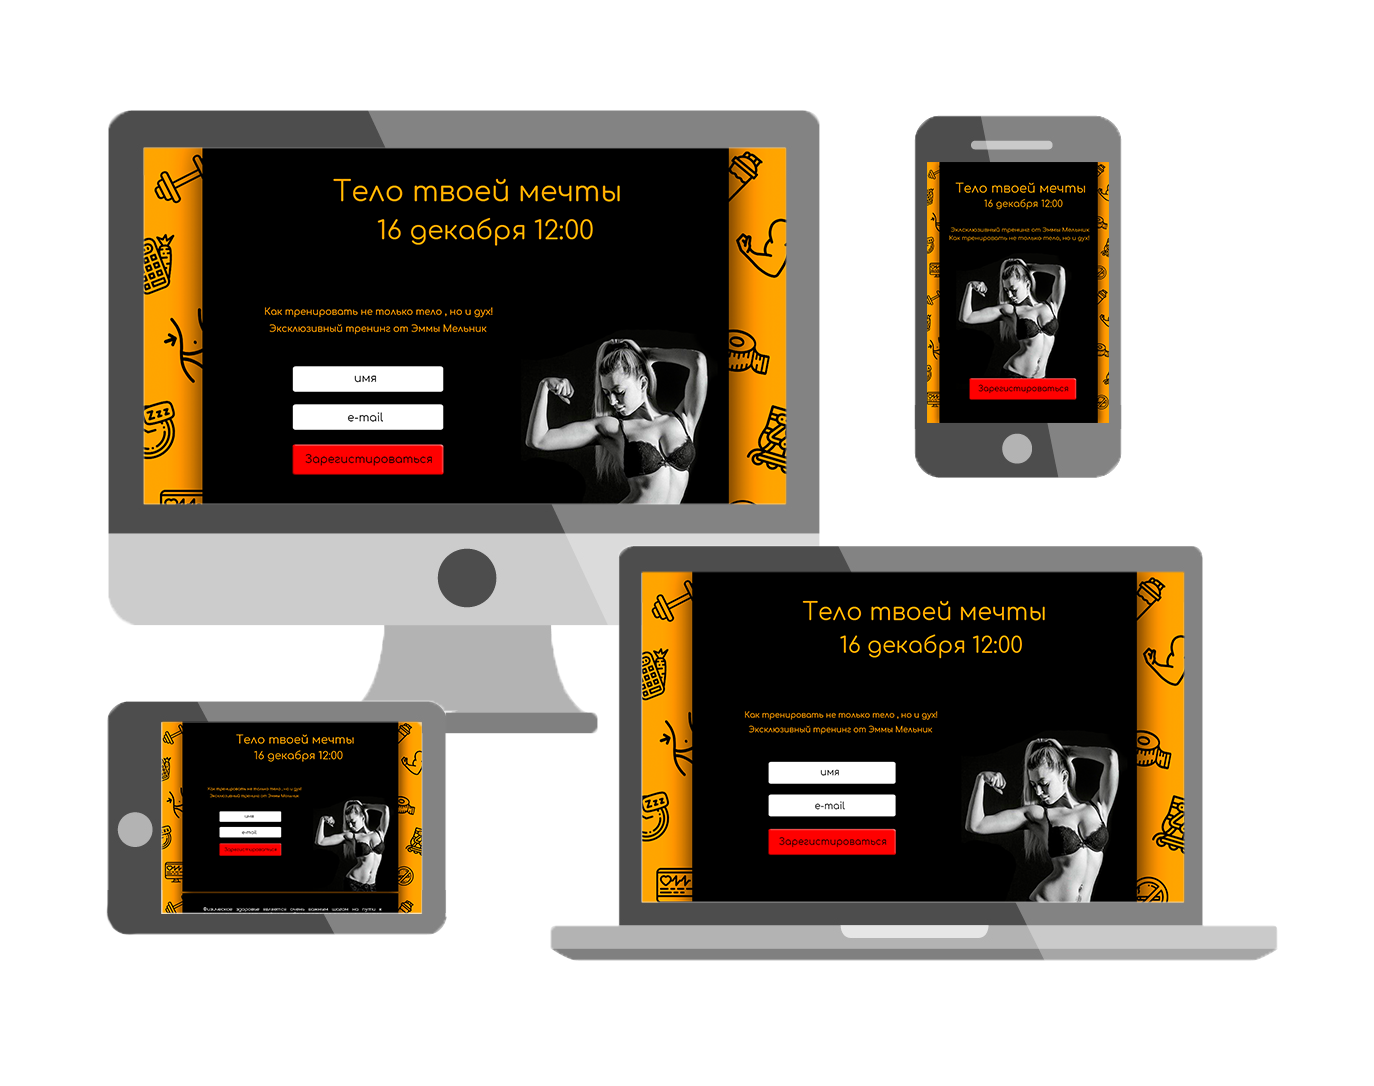 Тело твоей мечты
16 декабря 12:00
Как тренировать не только тело , но и дух!
Эксклюзивный тренинг от Эммы Мельник
имя
e-mail
Зарегистироваться
Zzz
Тело твоей мечты
16 декабря 12:00
Эклсклюзивный тренинг от Эммы Мельник
Как тренировать не только тело, но и дух!
Зарегистироваться
Тело твоей мечты
16 декабря 12:00
Как тренировать не только тело , но и дух!
Эксклюзивный тренинг от Эммы Мельник
имя
e-mail
Зарегистироваться
Физическое здоровье является очень важным шагом на пути к
Тело твоей мечты
16 декабря 12:00
Как тренировать не только тело , но и дух!
Эксклюзивный тренинг от Эммы Мельник
имя
e-mail
Зарегистироваться
Zzz